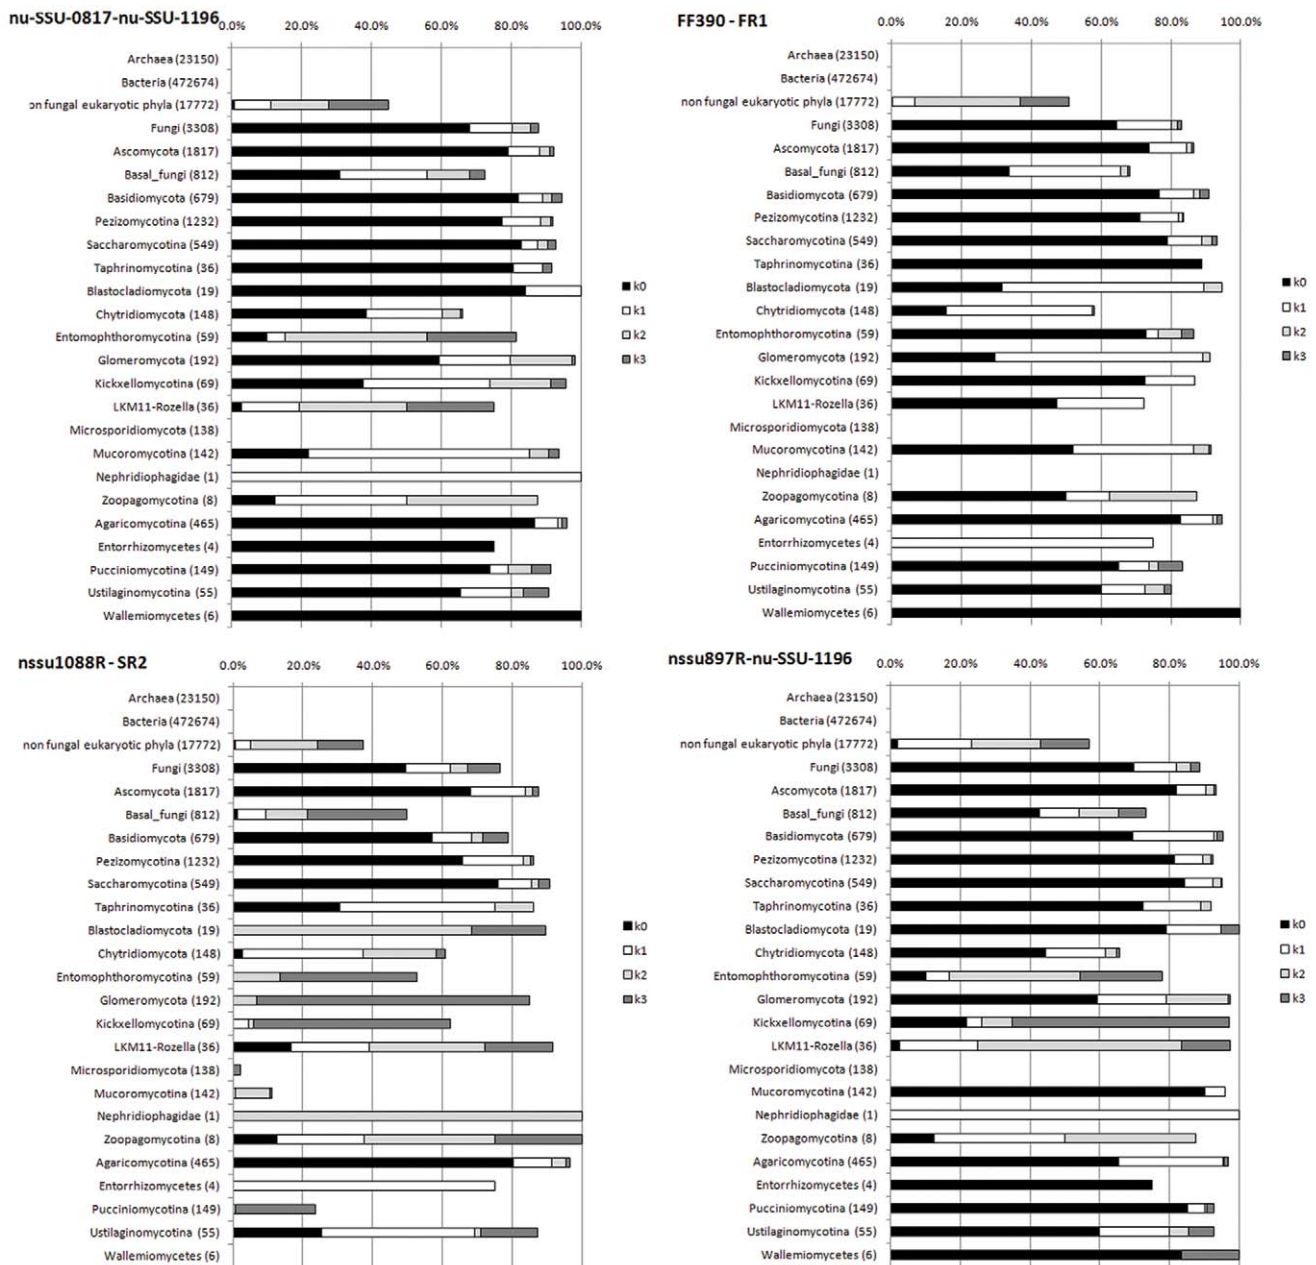 nu-SSU-0817-nu-SSU-1196
0.0% 20.0% 40.0% 60.0% 80.0% 100.0%
Archaea (23150)
Bacteria (472674)
on fungal eukaryotic phyla (17772)
Fungi (3308)
Ascomycota (1817)
Basal_fungi (812)
Basidiomycota (679)
Pezizomycotina (1232)
Saccharomycotina (549)
Taphrinomycotina (36)
Blastocladiomycota (19)
Chytridiomycota (148)
Entomophthoromycotina (59)
Glomeromycota (192)
Kickxellomycotina (69)
LKM11-Rozella (36)
Microsporidiomycota (138)
Mucoromycotina (142)
Nephridiophagidae (1)
Zoopagomycotina (8)
Agaricomycotina (465)
Entorrhizomycetes (4)
Pucciniomycotina (149)
Ustilaginomycotina (55)
Wallemiomycetes (6)
k0
k1
k2
k3
FF390 - FR1
0.0% 20.0% 40.0% 60.0% 80.0% 100.0%
Archaea (23150)
Bacteria (472674)
non fungal eukaryotic phyla (17772)
Fungi (3308)
Ascomycota (1817)
Basal_fungi (812)
Basidiomycota (679)
Pezizomycotina (1232)
Saccharomycotina (549)
Taphrinomycotina (36)
Blastocladiomycota (19)
Chytridiomycota (148)
Entomophthoromycotina (59)
Glomeromycota (192)
Kickxellomycotina (69)
LKM11-Rozella (36)
Microsporidiomycota (138)
Mucoromycotina (142)
Nephridiophagidae (1)
Zoopagomycotina (8)
Agaricomycotina (465)
Entorrhizomycetes (4)
Pucciniomycotina (149)
Ustilaginomycotina (55)
Wallemiomycetes (6)
k0
k1
k2
k3
nssu1088R - SR2
0.0% 20.0% 40.0% 60.0% 80.0% 100.0%
Archaea (23150)
Bacteria (472674)
non fungal eukaryotic phyla (17772)
Fungi (3308)
Ascomycota (1817)
Basal_fungi (812)
Basidiomycota (679)
Pezizomycotina (1232)
Saccharomycotina (549)
Taphrinomycotina (36)
Blastocladiomycota (19)
Chytridiomycota (148)
Entomophthoromycotina (59)
Glomeromycota (192)
Kickxellomycotina (69)
LKM11-Rozella (36)
Microsporidiomycota (138)
Mucoromycotina (142)
Nephridiophagidae (1)
Zoopagomycotina (8)
Agaricomycotina (465)
Entorrhizomycetes (4)
Pucciniomycotina (149)
Ustilaginomycotina (55)
Wallemiomycetes (6)
k0
k1
k2
k3
nssu897R-nu-SSU-1196
0.0% 20.0% 40.0% 60.0% 80.0% 100.0%
Archaea (23150)
Bacteria (472674)
non fungal eukaryotic phyla (17772)
Fungi (3308)
Ascomycota (1817)
Basal_fungi (812)
Basidiomycota (679)
Pezizomycotina (1232)
Saccharomycotina (549)
Taphrinomycotina (36)
Blastocladiomycota (19)
Chytridiomycota (148)
Entomophthoromycotina (59)
Glomeromycota (192)
Kickxellomycotina (69)
LKM11-Rozella (36)
Microsporidiomycota (138)
Mucoromycotina (142)
Nephridiophagidae (1)
Zoopagomycotina (8)
Agaricomycotina (465)
Entorrhizomycetes (4)
Pucciniomycotina (149)
Ustilaginomycotina (55)
Wallemiomycetes (6)
k0
k1
k2
k3